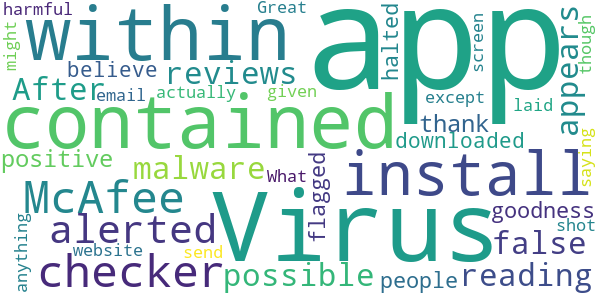 harmful within Great app
might believe reviews halted screen though
After email actually given appears
contained except laid
positive malware What thank downloaded
McAfee flagged install saying
alerted Virus goodness
anything website send false shot
checker possible people reading